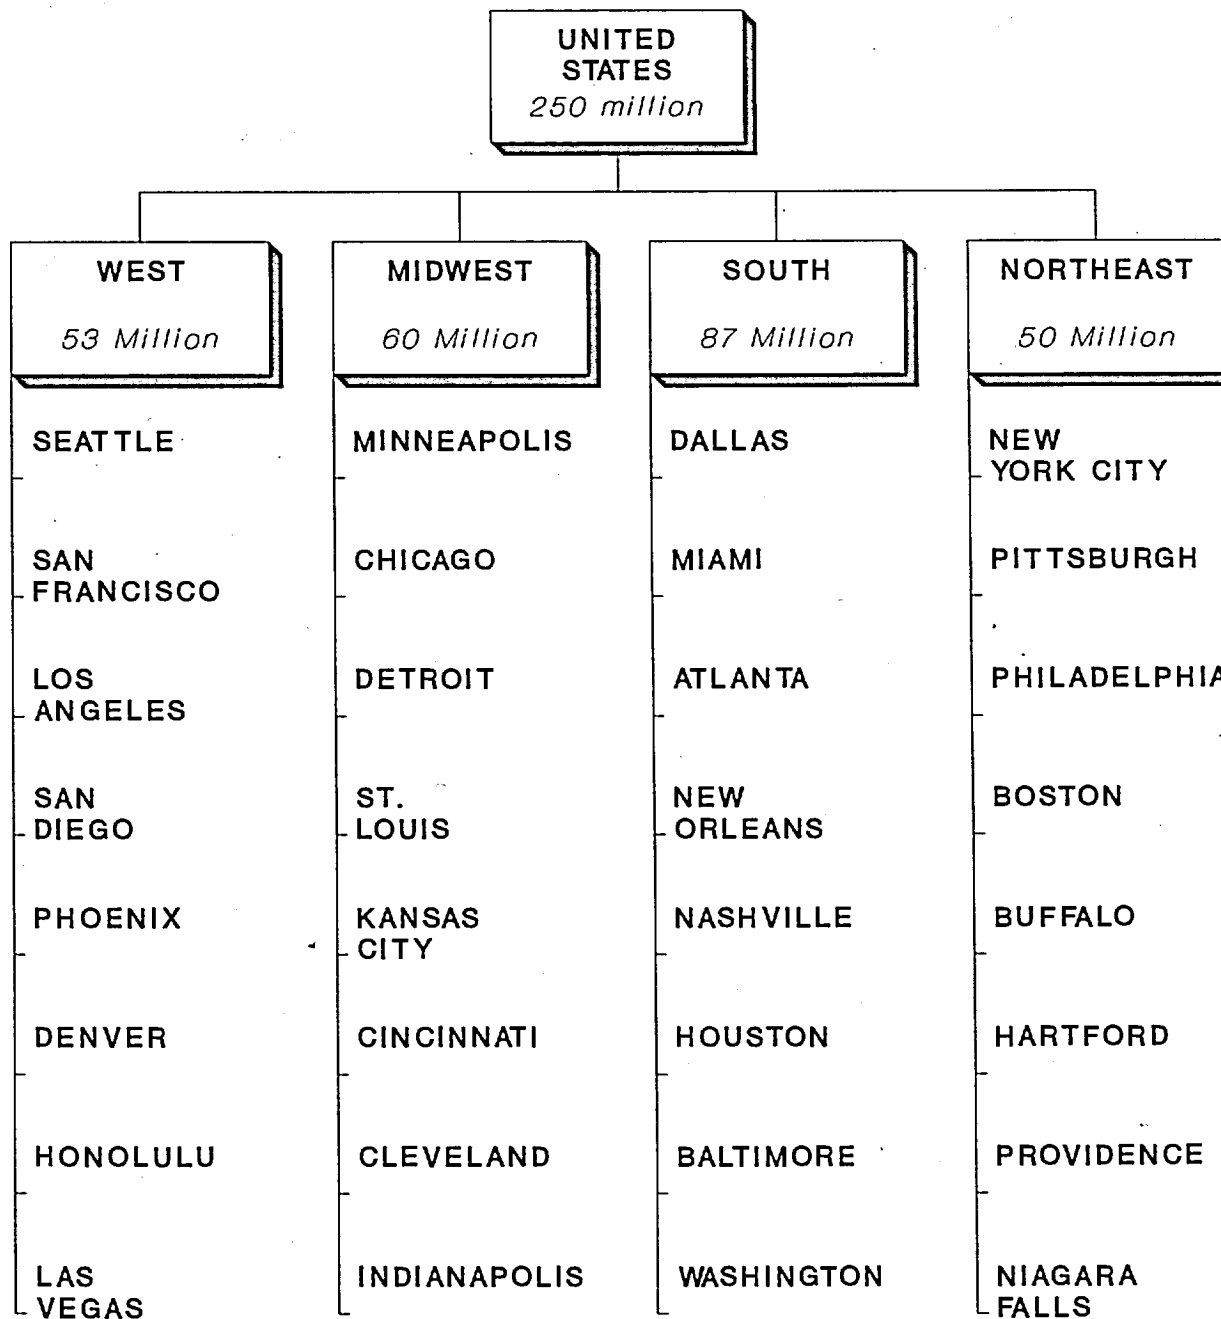 UNITED
STATES
250 million
WEST
53 Million
SEATTLE
SAN
FRANCISCO
LOS
ANGELES
SAN
DIEGO
PHOENIX
DENVER
HONOLULU
LAS
VEGAS
MIDWEST
60 Million
MINNEAPOLIS
CHICAGO
DETROIT
ST.
LOUIS
KANSAS
CITY
CINCINNATI
CLEVELAND
INDIANAPOLIS
SOUTH
87 Million
DALLAS
MIAMI
ATLANTA
NEW
ORLEANS
NASHVILLE
HOUSTON
BALTIMORE
WASHINGTON
NORTHEAST
50 Million
NEW
YORK CITY
PITTSBURGH
PHILADELPHIA
BOSTON
BUFFALO
HARTFORD
PROVIDENCE
NIAGARA
FALLS